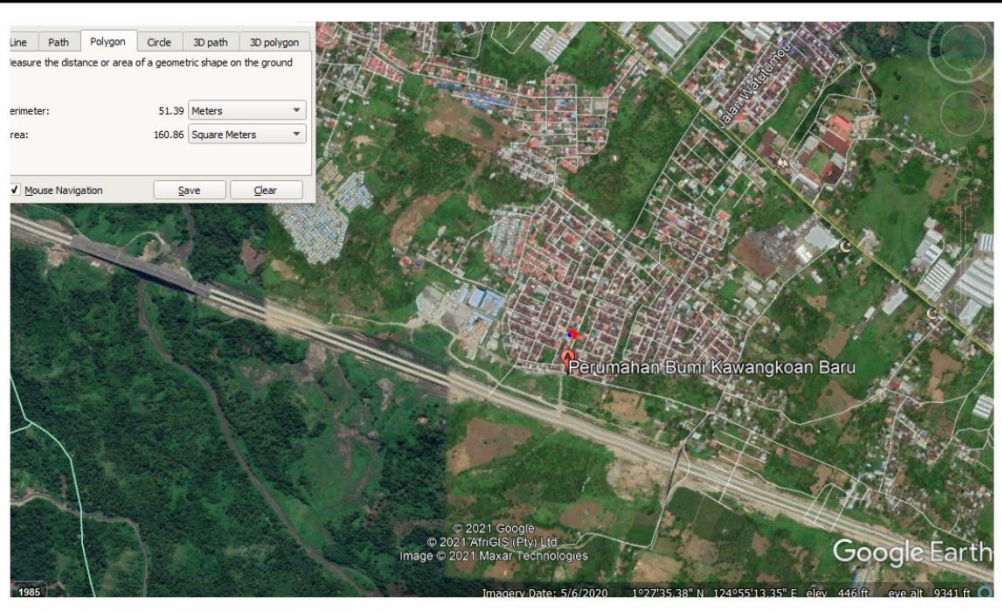 Line Path Polygon Circle 3D path 3D polygon
easure the distance or area of a geometric shape on the ground
erimeter: 51.39 Meters
rea: 160.86 Square Meters
Mouse Navigation Save Clear
Jalan Watutumou
A
Perumahan Bumi Kawangkoan Baru
© 2021 Google
© 2021 AfriGIS (Pty) Ltd.
Image © 2021 Maxar Technologies
Google Earth
1985
Imagery Date: 5/6/2020 1°27'35.38" N 124°55'13.35" E elev 446 ft eye alt 9341 ft